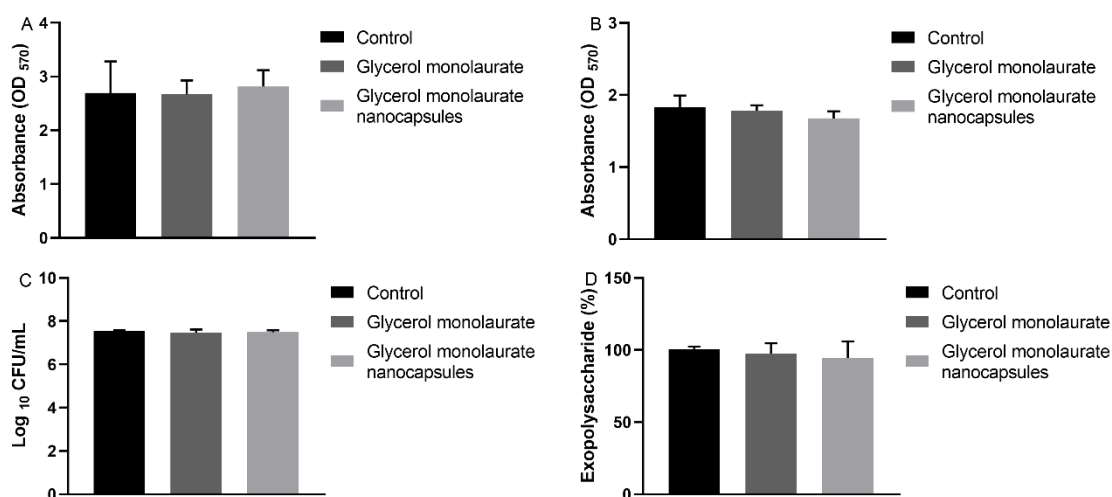 A
Absorbance (OD 570)
4
3
2
1
0
Control
Glycerol monolaurate
Glycerol monolaurate
nanocapsules
B
Absorbance (OD 570)
3
2
1
0
Control
Glycerol monolaurate
Glycerol monolaurate
nanocapsules
C
Log 10 CFU/mL
10
8
6
4
2
0
Control
Glycerol monolaurate
Glycerol monolaurate
nanocapsules
D
Exopolysaccharide (%)
150
100
50
0
Control
Glycerol monolaurate
Glycerol monolaurate
nanocapsules